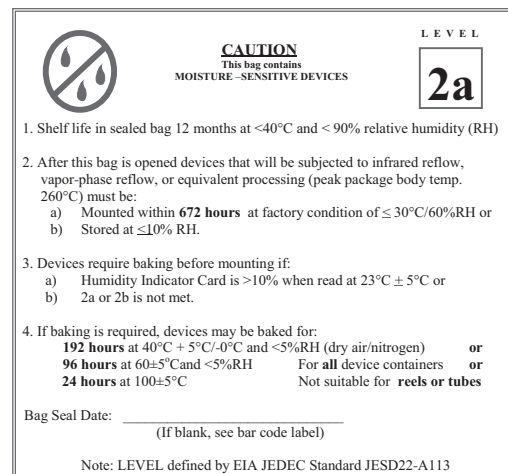 LEVEL
CAUTION
This bag contains
MOISTURE –SENSITIVE DEVICES
2a
1. Shelf life in sealed bag 12 months at <40°C and < 90% relative humidity (RH)
2. After this bag is opened devices that will be subjected to infrared reflow,
vapor-phase reflow, or equivalent processing (peak package body temp.
260°C) must be:
a) Mounted within 672 hours at factory condition of ≤ 30°C/60%RH or
b) Stored at ≤10% RH.
3. Devices require baking before mounting if:
a) Humidity Indicator Card is >10% when read at 23°C ± 5°C or
b) 2a or 2b is not met.
4. If baking is required, devices may be baked for:
192 hours at 40°C + 5°C/-0°C and <5%RH (dry air/nitrogen) or
96 hours at 60±5°Cand <5%RH For all device containers or
24 hours at 100±5°C Not suitable for reels or tubes
Bag Seal Date: ______________________________
(If blank, see bar code label)
Note: LEVEL defined by EIA JEDEC Standard JESD22-A113